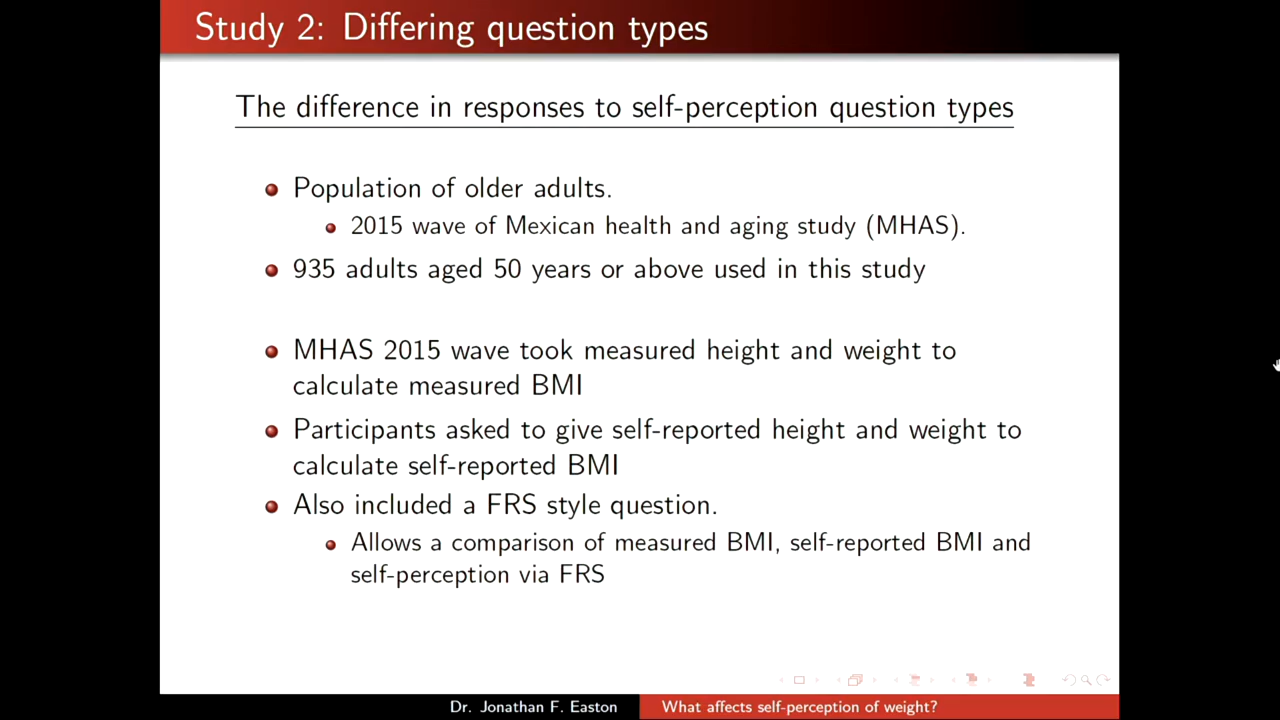 Study 2: Differing question types
The difference in responses to self-perception question types
Population of older adults.
2015 wave of Mexican health and aging study (MHAS).
935 adults aged 50 years or above used in this study
MHAS 2015 wave took measured height and weight to
calculate measured BMI
Participants asked to give self-reported height and weight to
calculate self-reported BMI
Also included a FRS style question.
Allows a comparison of measured BMI, self-reported BMI and
self-perception via FRS
Dr. Jonathan F. Easton What affects self-perception of weight?